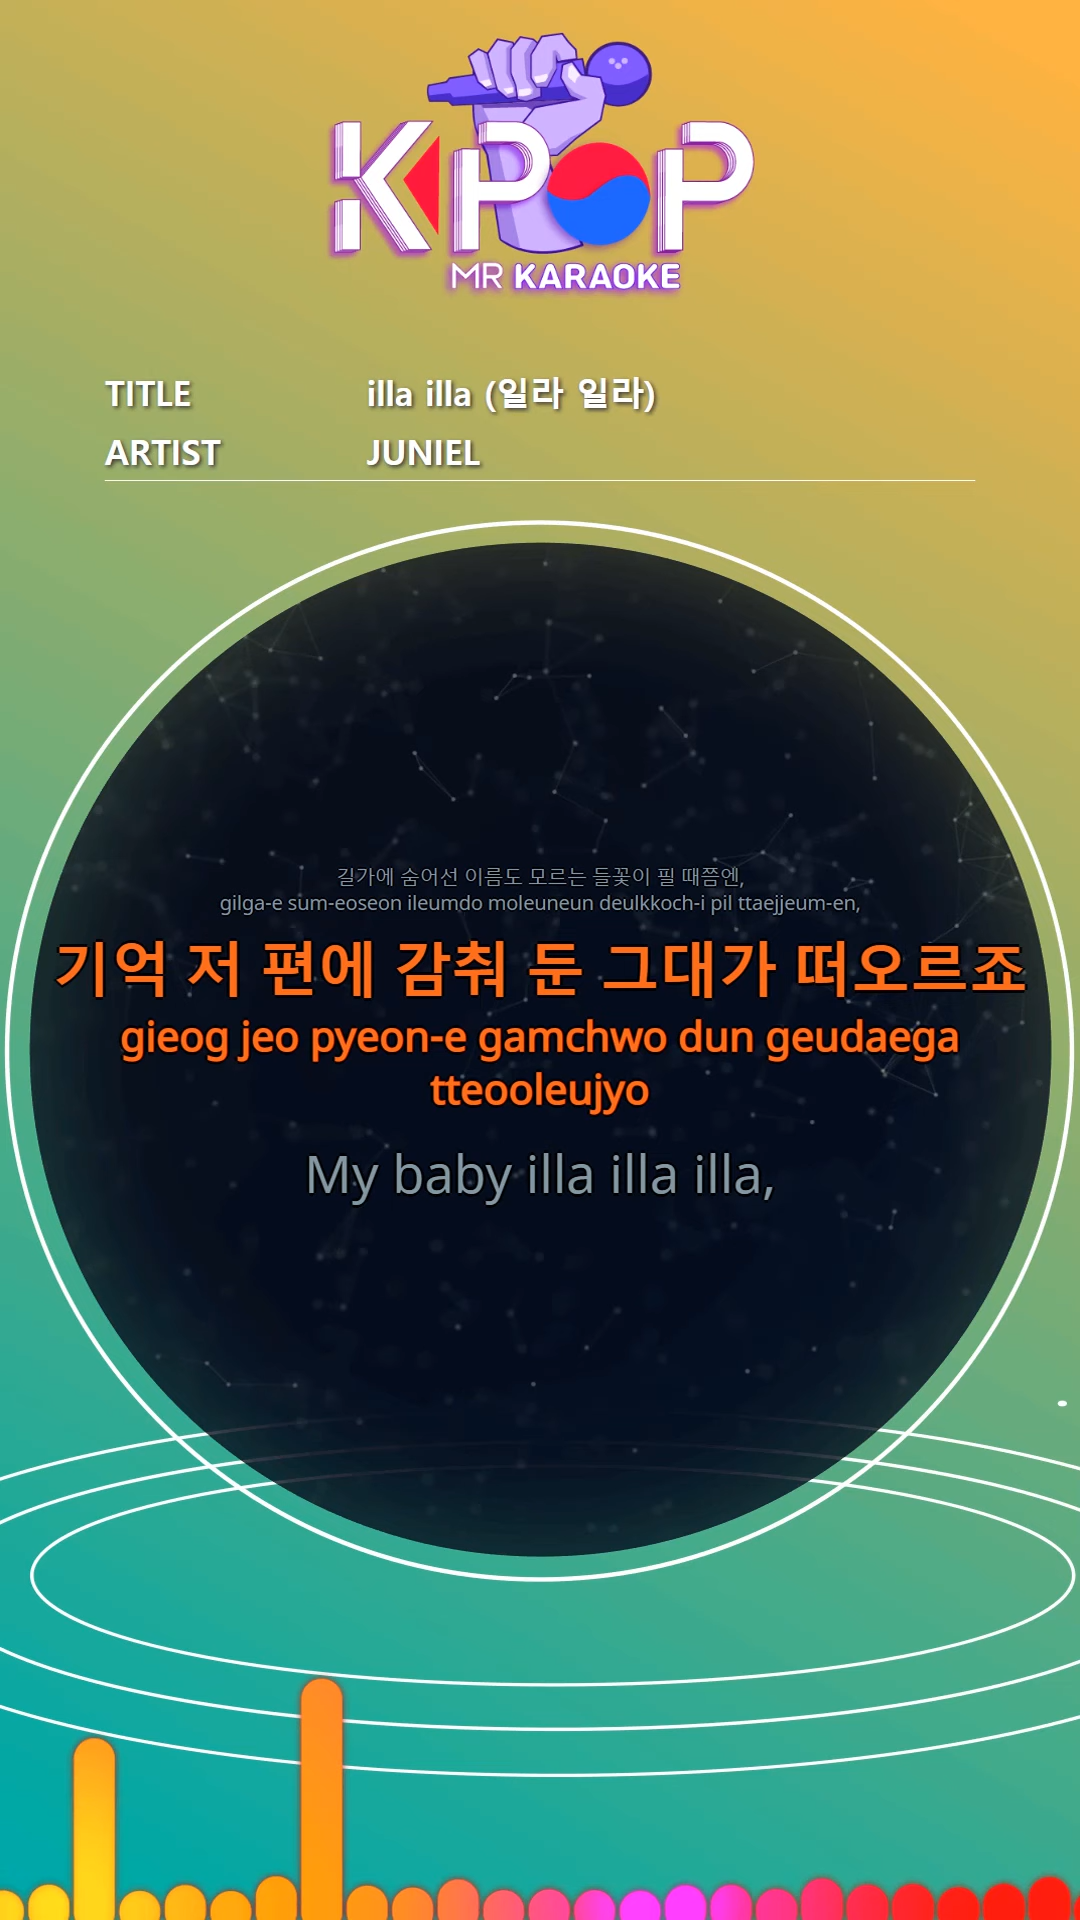 KPOP
MR KARAOKE
TITLE illa illa (일라 일라)
ARTIST JUNIEL
길가에 숨어선 이름도 모르는 들꽃이 필 때쯤엔,
gilga-e sum-eoseon ileumdo moleuneun deulkkoch-i pil ttaejjeum-en,
기억 저 편에 감춰 둔 그대가 떠오르죠
gieog jeo pyeon-e gamchwo dun geudaega
tteooleujyo
My baby illa illa illa,